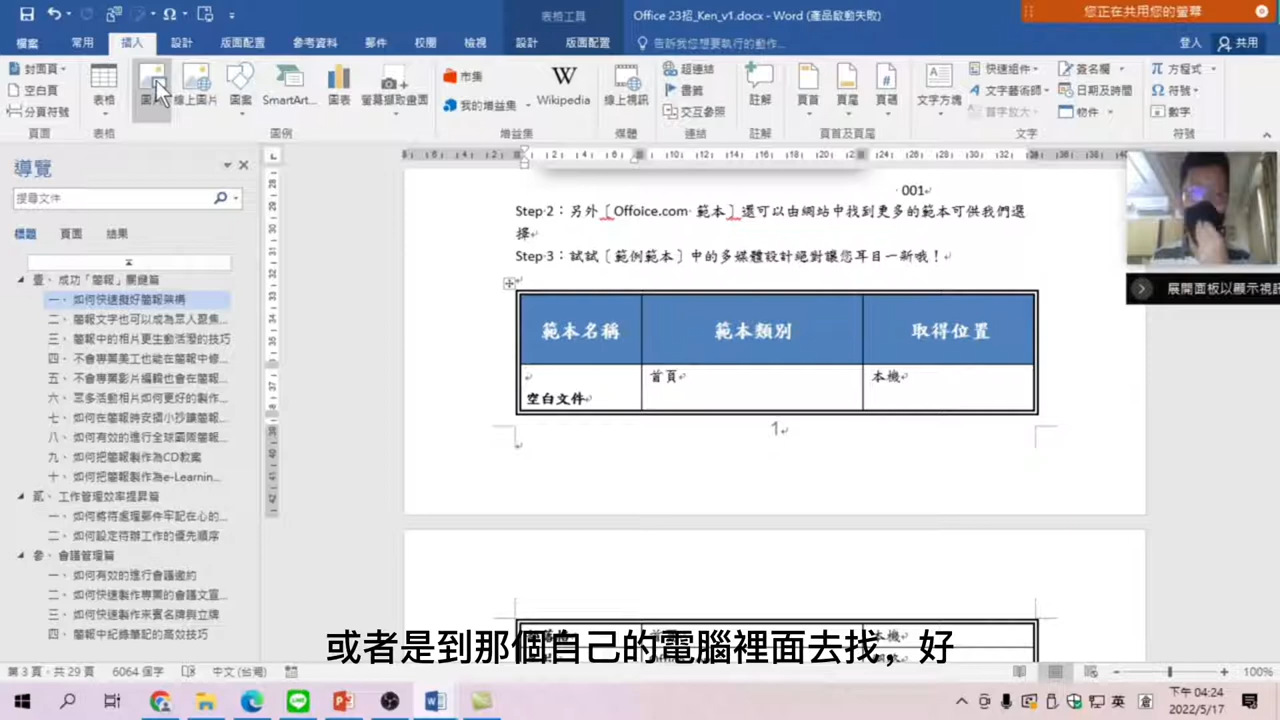 表格工具
Office 23招_Ken_v1.docx - Word (產品啟動失敗)
您正在共用您的螢幕
檔案 常用 插入 設計 版面配置 參考資料 郵件 校閱 檢視 設計 版面配置 告訴我您想要執行的動作... 登入 共用
封面頁 空白頁 分頁符號 頁面
表格 表格
線上圖片 圖案 SmartArt... 圖表 螢幕擷取畫面 圖例
市集 我的增益集 Wikipedia 增益集
線上視訊 媒體
超連結 書籤 交互參照 連結
註解 註解
頁首 頁尾 頁碼 頁首及頁尾
文字方塊 快速組件 文字藝術師 首字放大 簽名欄 日期及時間 物件 文字
方程式 符號 數字 符號
導覽
搜尋文件
標題 頁面 結果
壹、成功「簡報」關鍵篇
一、如何快速擬好簡報架構
二、簡報文字也可以成為眾人聚焦...
三、簡報中的相片更生動活潑的技巧
四、不會專業美工也能在簡報中修...
五、不會專業影片編輯也會在簡報...
六、眾多活動相片如何更好的製作...
七、如何在簡報時安插小抄讓簡報...
八、如何有效的進行全球團隊簡報...
九、如何把簡報製作為CD教案
十、如何把簡報製作為e-Learnin...
貳、工作管理效率提昇篇
一、如何將待處理郵件牢記在心的...
二、如何設定待辦工作的優先順序
參、會議管理篇
一、如何有效的進行會議邀約
二、如何快速製作專業的會議文宣...
三、如何快速製作來賓名牌與立牌
四、簡報中紀錄筆記的高效技巧
001
Step 2：另外〔Offoice.com 範本〕還可以由網站中找到更多的範本可供我們選
擇
Step 3：試試〔範例範本〕中的多媒體設計絕對讓您耳目一新哦！
範本名稱 範本類別 取得位置
空白文件 首頁 本機
1
展開面板以顯示視訊
首頁 本機
或者是到那個自己的電腦裡面去找，好
第 3 頁，共 29 頁 6064 個字 中文 (台灣) 100%
英 下午 04:24
2022/5/17